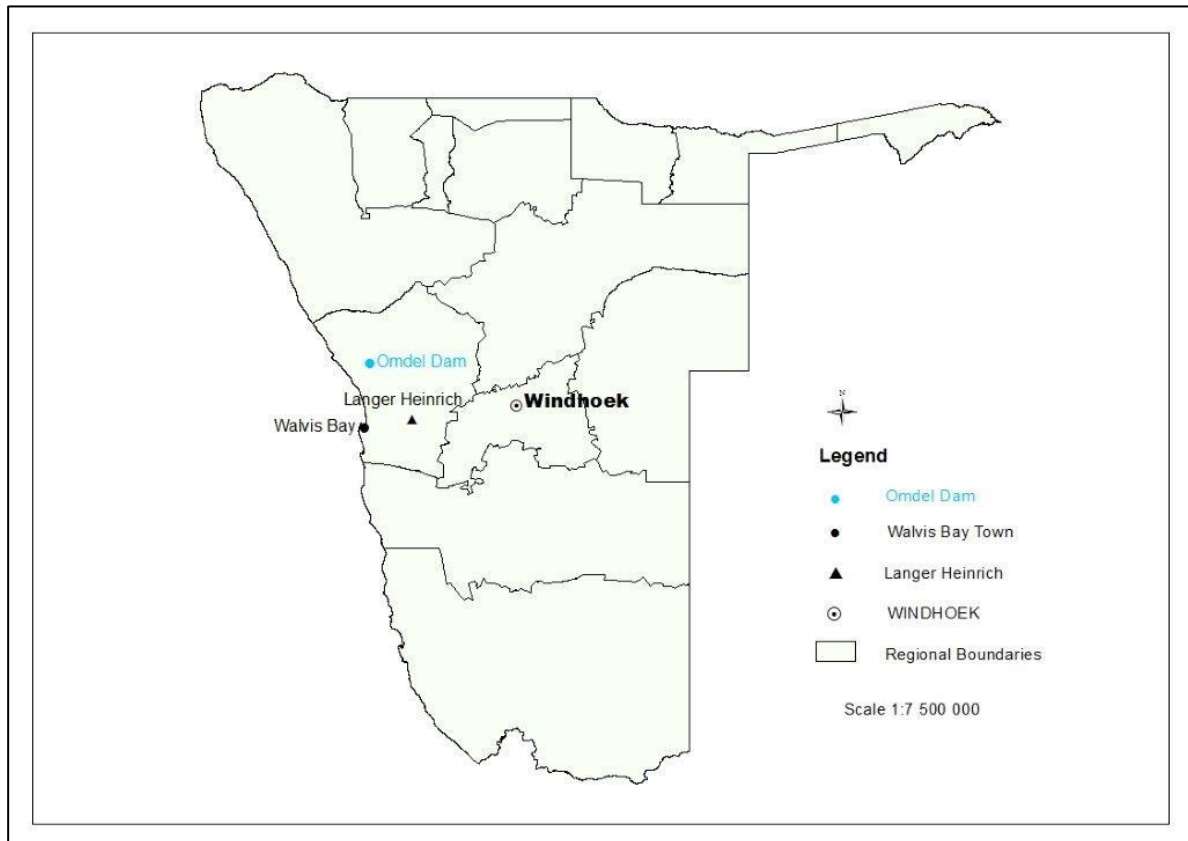 Omdel Dam
Langer Heinrich
Windhoek
Walvis Bay
N
Legend
Omdel Dam
Walvis Bay Town
Langer Heinrich
WINDHOEK
Regional Boundaries
Scale 1:7 500 000